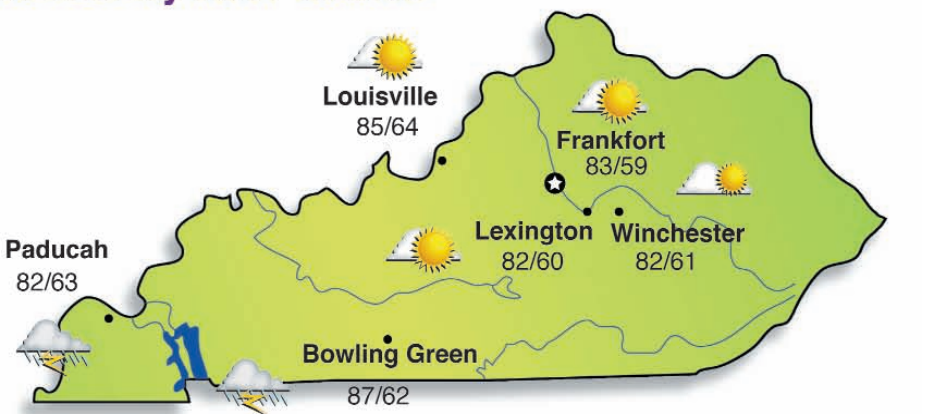 Louisville
85/64
Frankfort
83/59
Lexington
82/60
Winchester
82/61
Paducah
82/63
Bowling Green
87/62